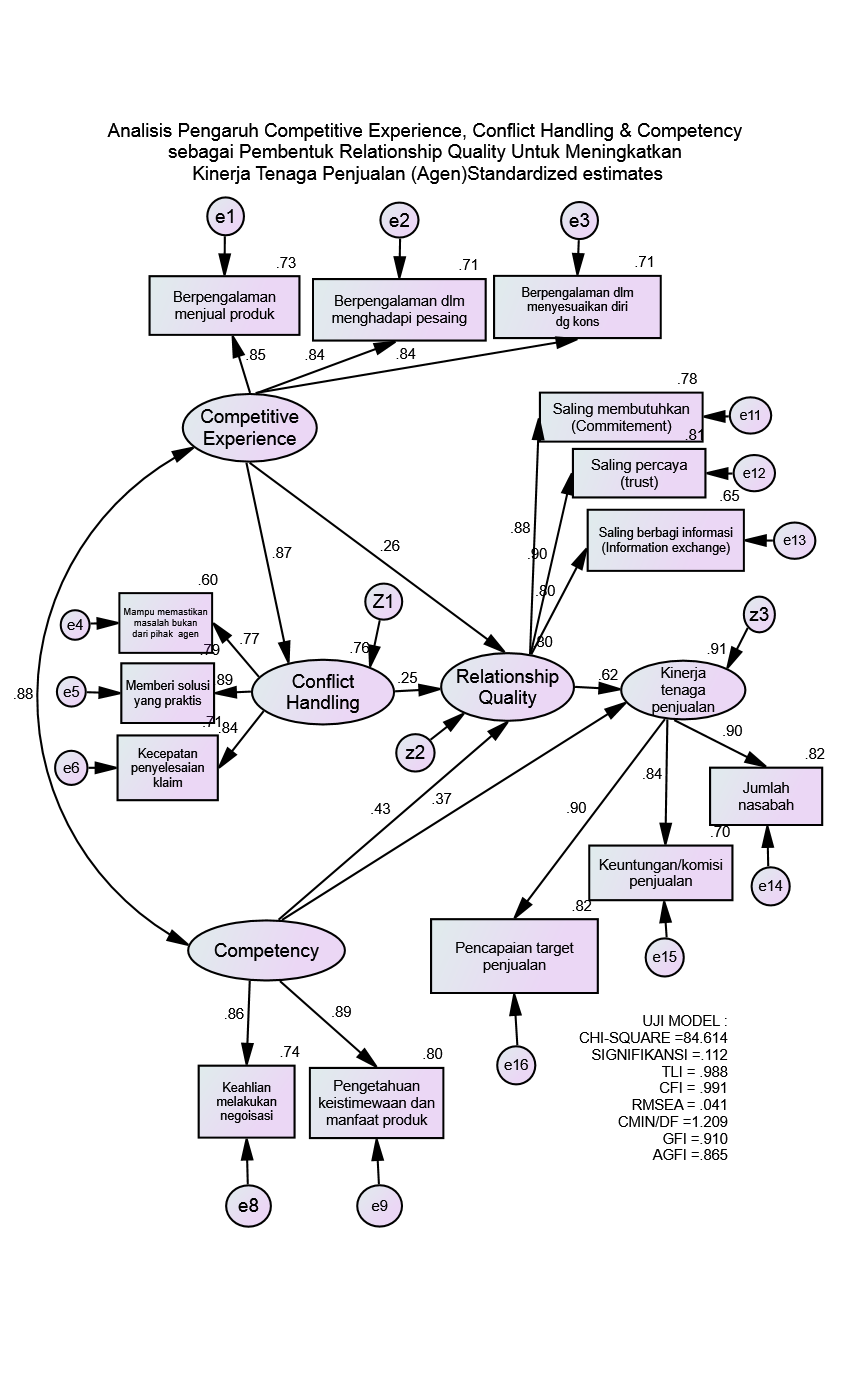 Analisis Pengaruh Competitive Experience, Conflict Handling & Competency
sebagai Pembentuk Relationship Quality Untuk Meningkatkan
Kinerja Tenaga Penjualan (Agen)Standardized estimates
e1
e2
e3
.73
.71
.71
Berpengalaman
menjual produk
Berpengalaman dlm
menghadapi pesaing
Berpengalaman dlm
menyesuaikan diri
dg kons
.85
.84
.84
Competitive
Experience
.78
Saling membutuhkan
(Commitement)
e11
.81
Saling percaya
(trust)
e12
.65
Saling berbagi informasi
(Information exchange)
e13
.88
.90
.80
.87
.26
.60
e4
Mampu memastikan
masalah bukan
dari pihak agen
.77
.79
e5
Memberi solusi
yang praktis
.89
.71
.84
e6
Kecepatan
penyelesaian
klaim
Z1
.76
Conflict
Handling
.25
.80
Relationship
Quality
z2
.62
z3
.91
Kinerja
tenaga
penjualan
.88
.43
.37
.90
.84
.90
.82
Jumlah
nasabah
e14
.70
Keuntungan/komisi
penjualan
e15
.82
Pencapaian target
penjualan
e16
Competency
.86
.89
.74
Keahlian
melakukan
negoisasi
e8
.80
Pengetahuan
keistimewaan dan
manfaat produk
e9
UJI MODEL :
CHI-SQUARE =84.614
SIGNIFIKANSI =.112
TLI = .988
CFI = .991
RMSEA = .041
CMIN/DF =1.209
GFI =.910
AGFI =.865